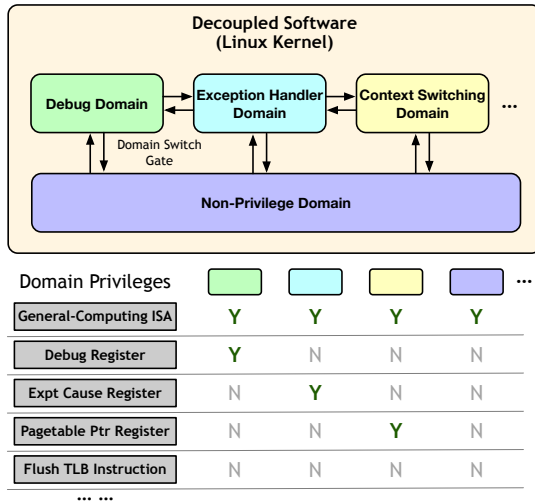 Decoupled Software
(Linux Kernel)
Debug Domain
Exception Handler
Domain
Context Switching
Domain
...
Domain Switch
Gate
Non-Privilege Domain
Domain Privileges
...
General-Computing ISA Y Y Y Y
Debug Register Y N N N
Expt Cause Register N Y N N
Pagetable Ptr Register N N Y N
Flush TLB Instruction N N N N
... ...